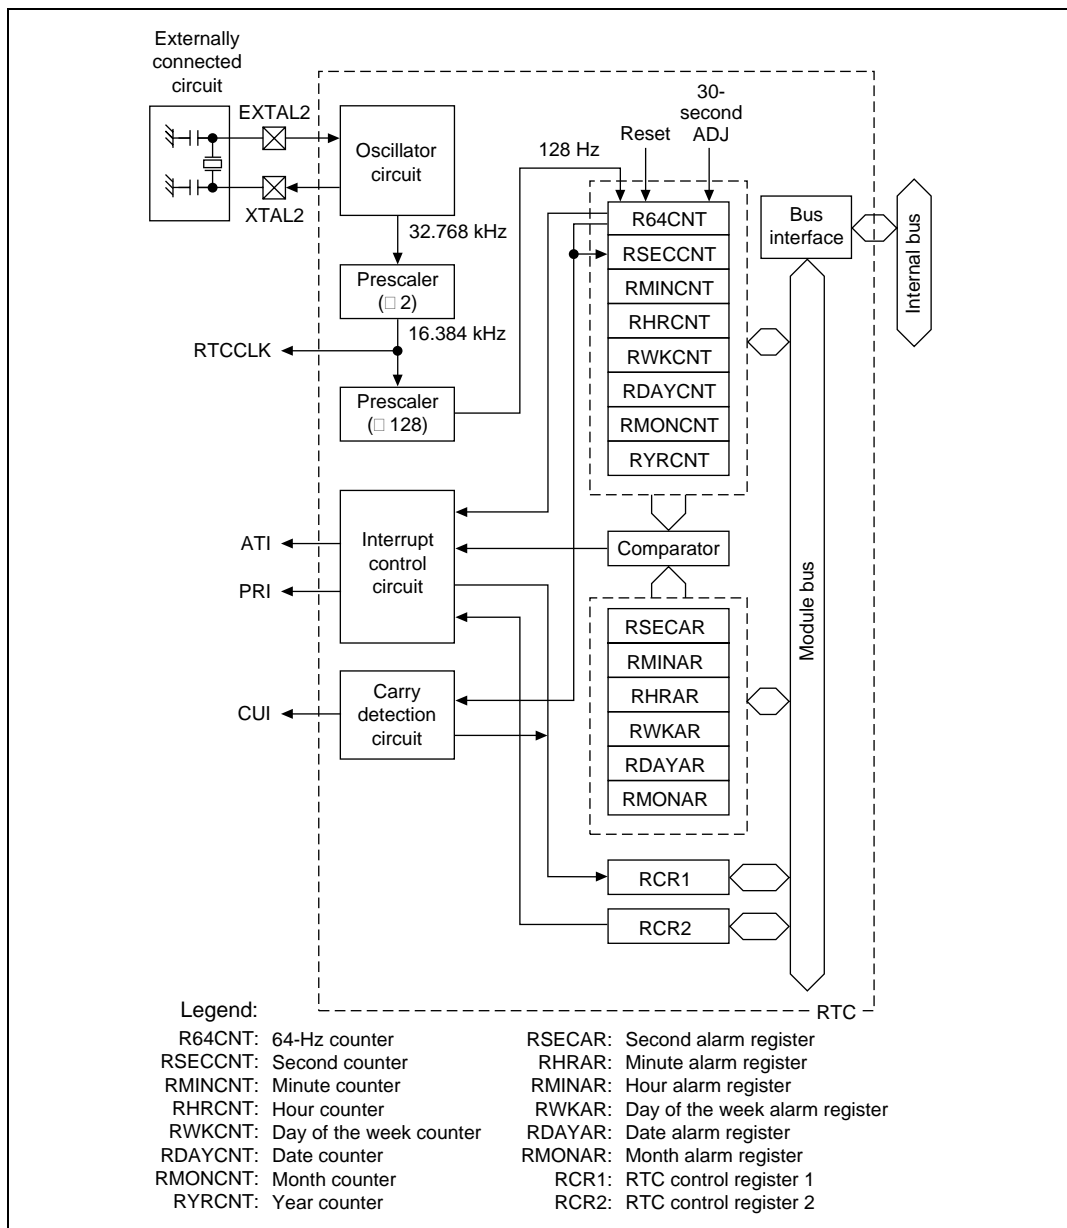 Externally
connected
circuit
EXTAL2
XTAL2
Oscillator
circuit
32.768 kHz
Prescaler
(□ 2)
16.384 kHz
RTCCLK
Prescaler
(□ 128)
128 Hz
Reset
30-
second
ADJ
R64CNT
RSECCNT
RMINCNT
RHRCNT
RWKCNT
RDAYCNT
RMONCNT
RYRCNT
Bus
interface
Internal bus
Module bus
ATI
PRI
Interrupt
control
circuit
Comparator
CUI
Carry
detection
circuit
RSECAR
RMINAR
RHRAR
RWKAR
RDAYAR
RMONAR
RCR1
RCR2
RTC
Legend:
R64CNT: 64-Hz counter
RSECCNT: Second counter
RMINCNT: Minute counter
RHRCNT: Hour counter
RWKCNT: Day of the week counter
RDAYCNT: Date counter
RMONCNT: Month counter
RYRCNT: Year counter
RSECAR: Second alarm register
RHRAR: Minute alarm register
RMINAR: Hour alarm register
RWKAR: Day of the week alarm register
RDAYAR: Date alarm register
RMONAR: Month alarm register
RCR1: RTC control register 1
RCR2: RTC control register 2